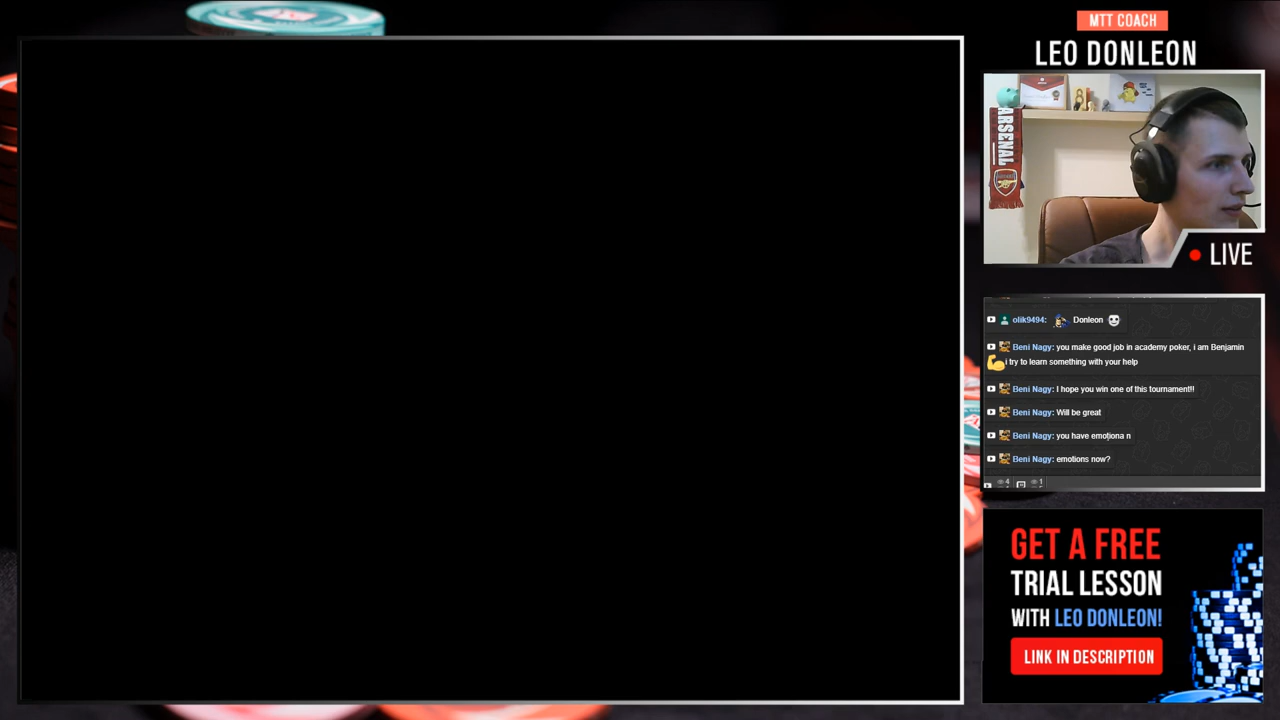 MTT COACH
LEO DONLEON
ARSENAL
LIVE
olik9494: Donleon
Beni Nagy: you make good job in academy poker, i am Benjamin
i try to learn something with your help
Beni Nagy: I hope you win one of this tournament!!
Beni Nagy: Will be great
Beni Nagy: you have emotjona n
Beni Nagy: emotions now?
4
1
GET A FREE
TRIAL LESSON
WITH LEO DONLEON!
LINK IN DESCRIPTION